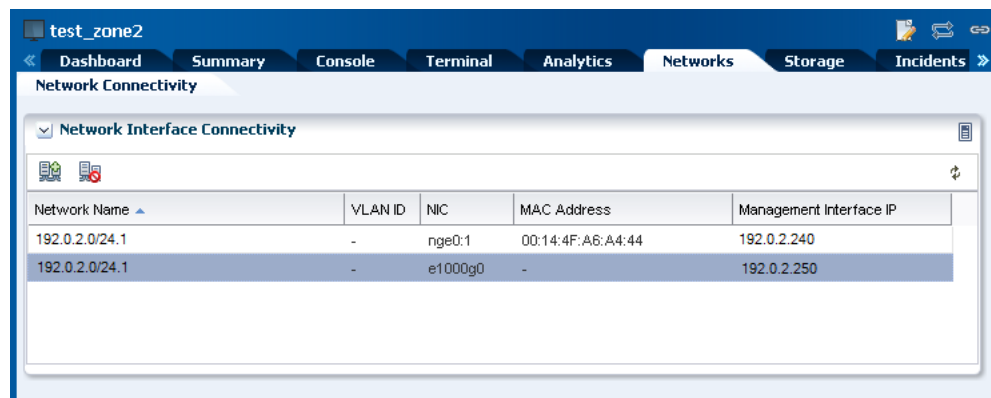 test_zone2
« Dashboard Summary Console Terminal Analytics Networks Storage Incidents »
Network Connectivity
Network Interface Connectivity
Network Name VLAN ID NIC MAC Address Management Interface IP
192.0.2.0/24.1 - nge0:1 00:14:4F:A6:A4:44 192.0.2.240
192.0.2.0/24.1 - e1000g0 - 192.0.2.250